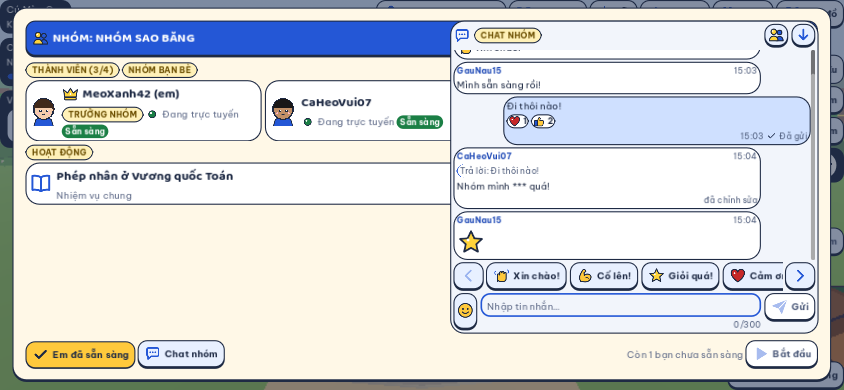 NHÓM: NHÓM SAO BĂNG
THÀNH VIÊN (3/4)
NHÓM BẠN BÈ
MeoXanh42 (em)
TRƯỞNG NHÓM
Đang trực tuyến
Sẵn sàng
CaHeoVui07
Đang trực tuyến
Sẵn sàng
HOẠT ĐỘNG
Phép nhân ở Vương quốc Toán
Nhiệm vụ chung
Em đã sẵn sàng
Chat nhóm
CHAT NHÓM
GauNau15 15:03
Mình sẵn sàng rồi!
Đi thôi nào!
1 2
15:03 Đã gửi
CaHeoVui07 15:04
Trả lời: Đi thôi nào!
Nhóm mình *** quá!
đã chỉnh sửa
GauNau15 15:04
Xin chào!
Cố lên!
Giỏi quá!
Cảm
Nhập tin nhắn...
Gửi
0/300
Còn 1 bạn chưa sẵn sàng
Bắt đầu